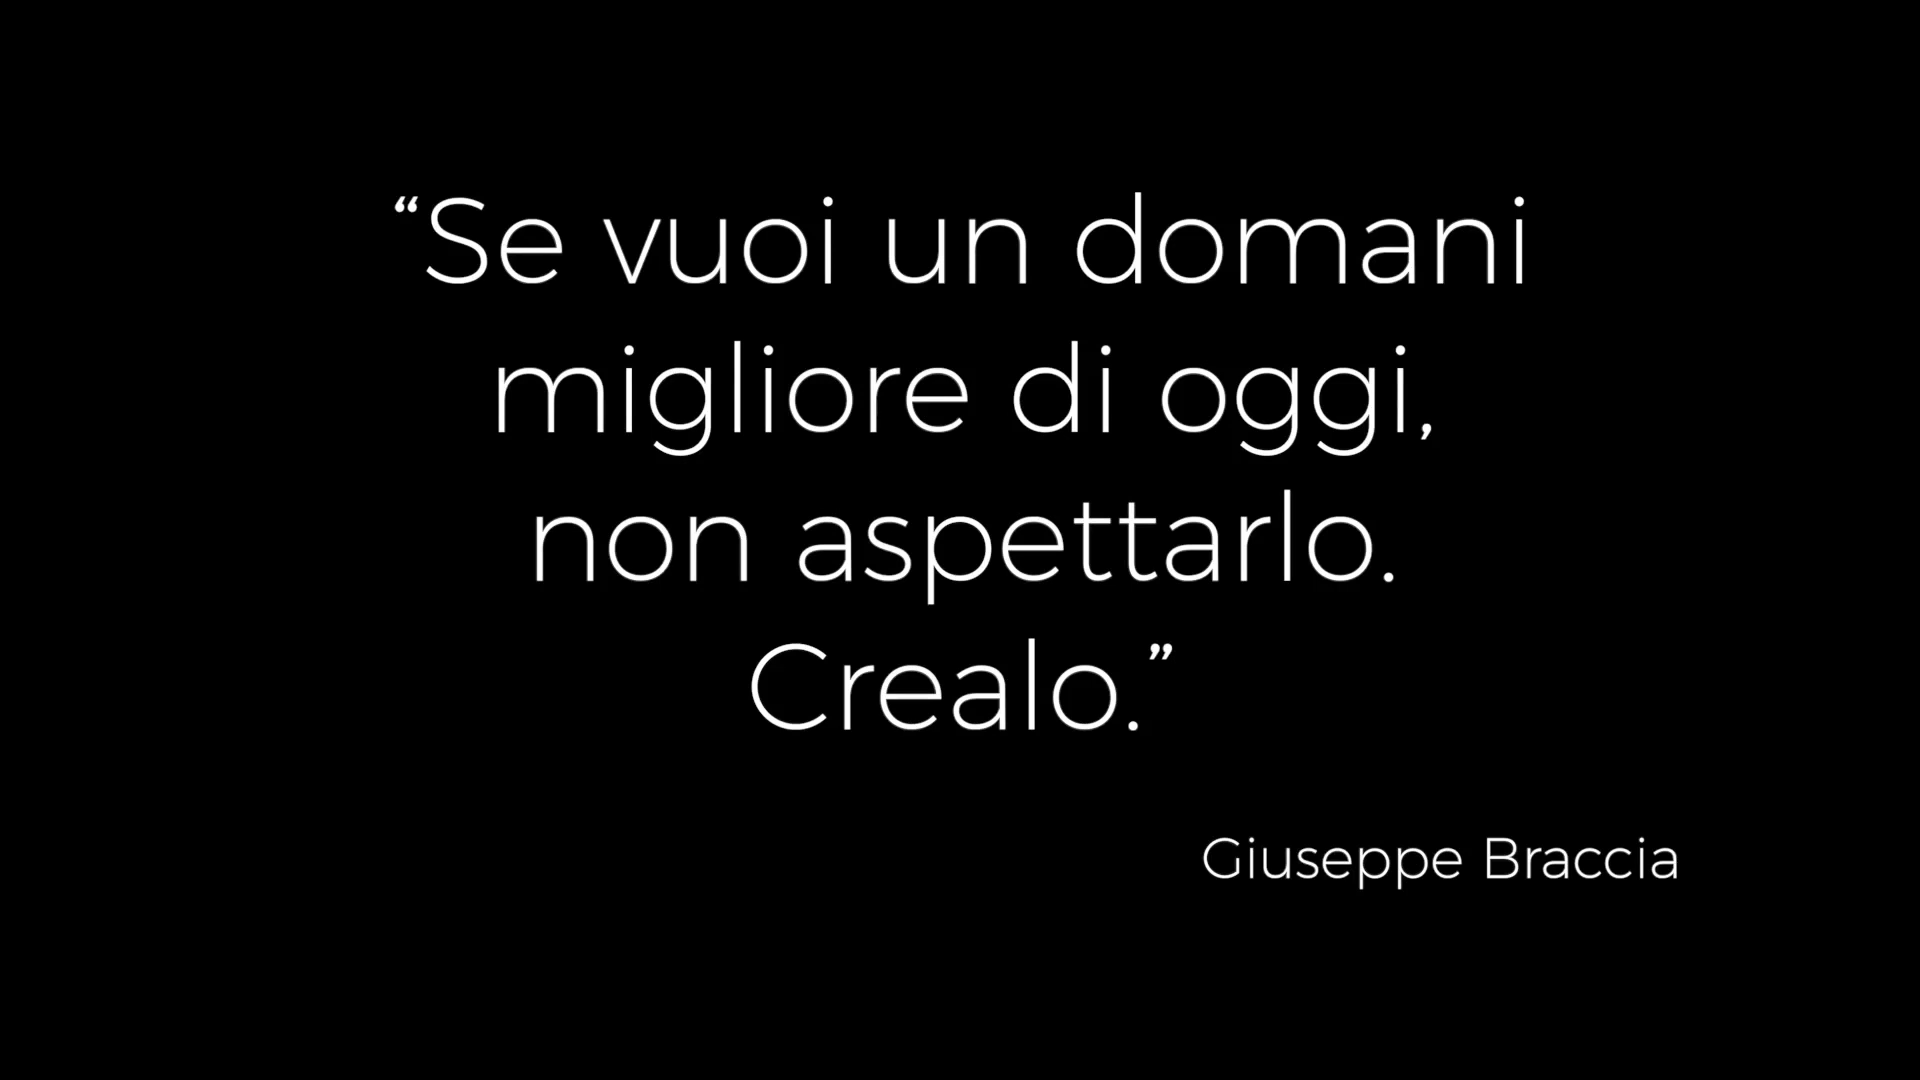 “Se vuoi un domani
migliore di oggi,
non aspettarlo.
Crealo.”
Giuseppe Braccia